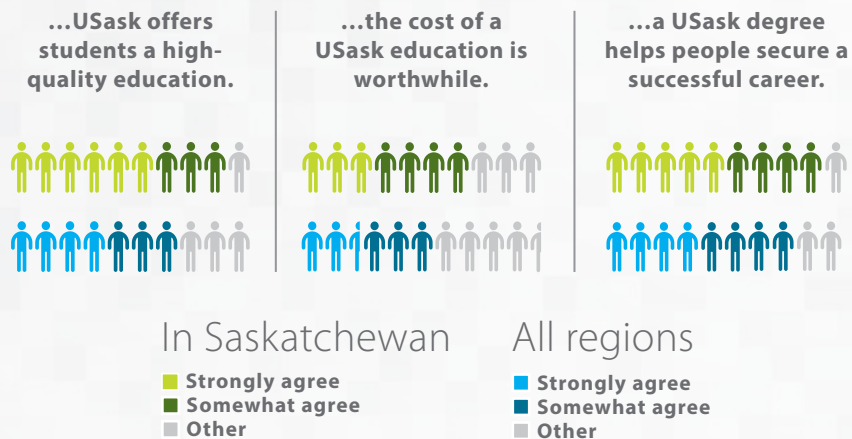 ...USask offers
students a high-
quality education.
...the cost of a
USask education is
worthwhile.
...a USask degree
helps people secure a
successful career.
In Saskatchewan
Strongly agree
Somewhat agree
Other
All regions
Strongly agree
Somewhat agree
Other